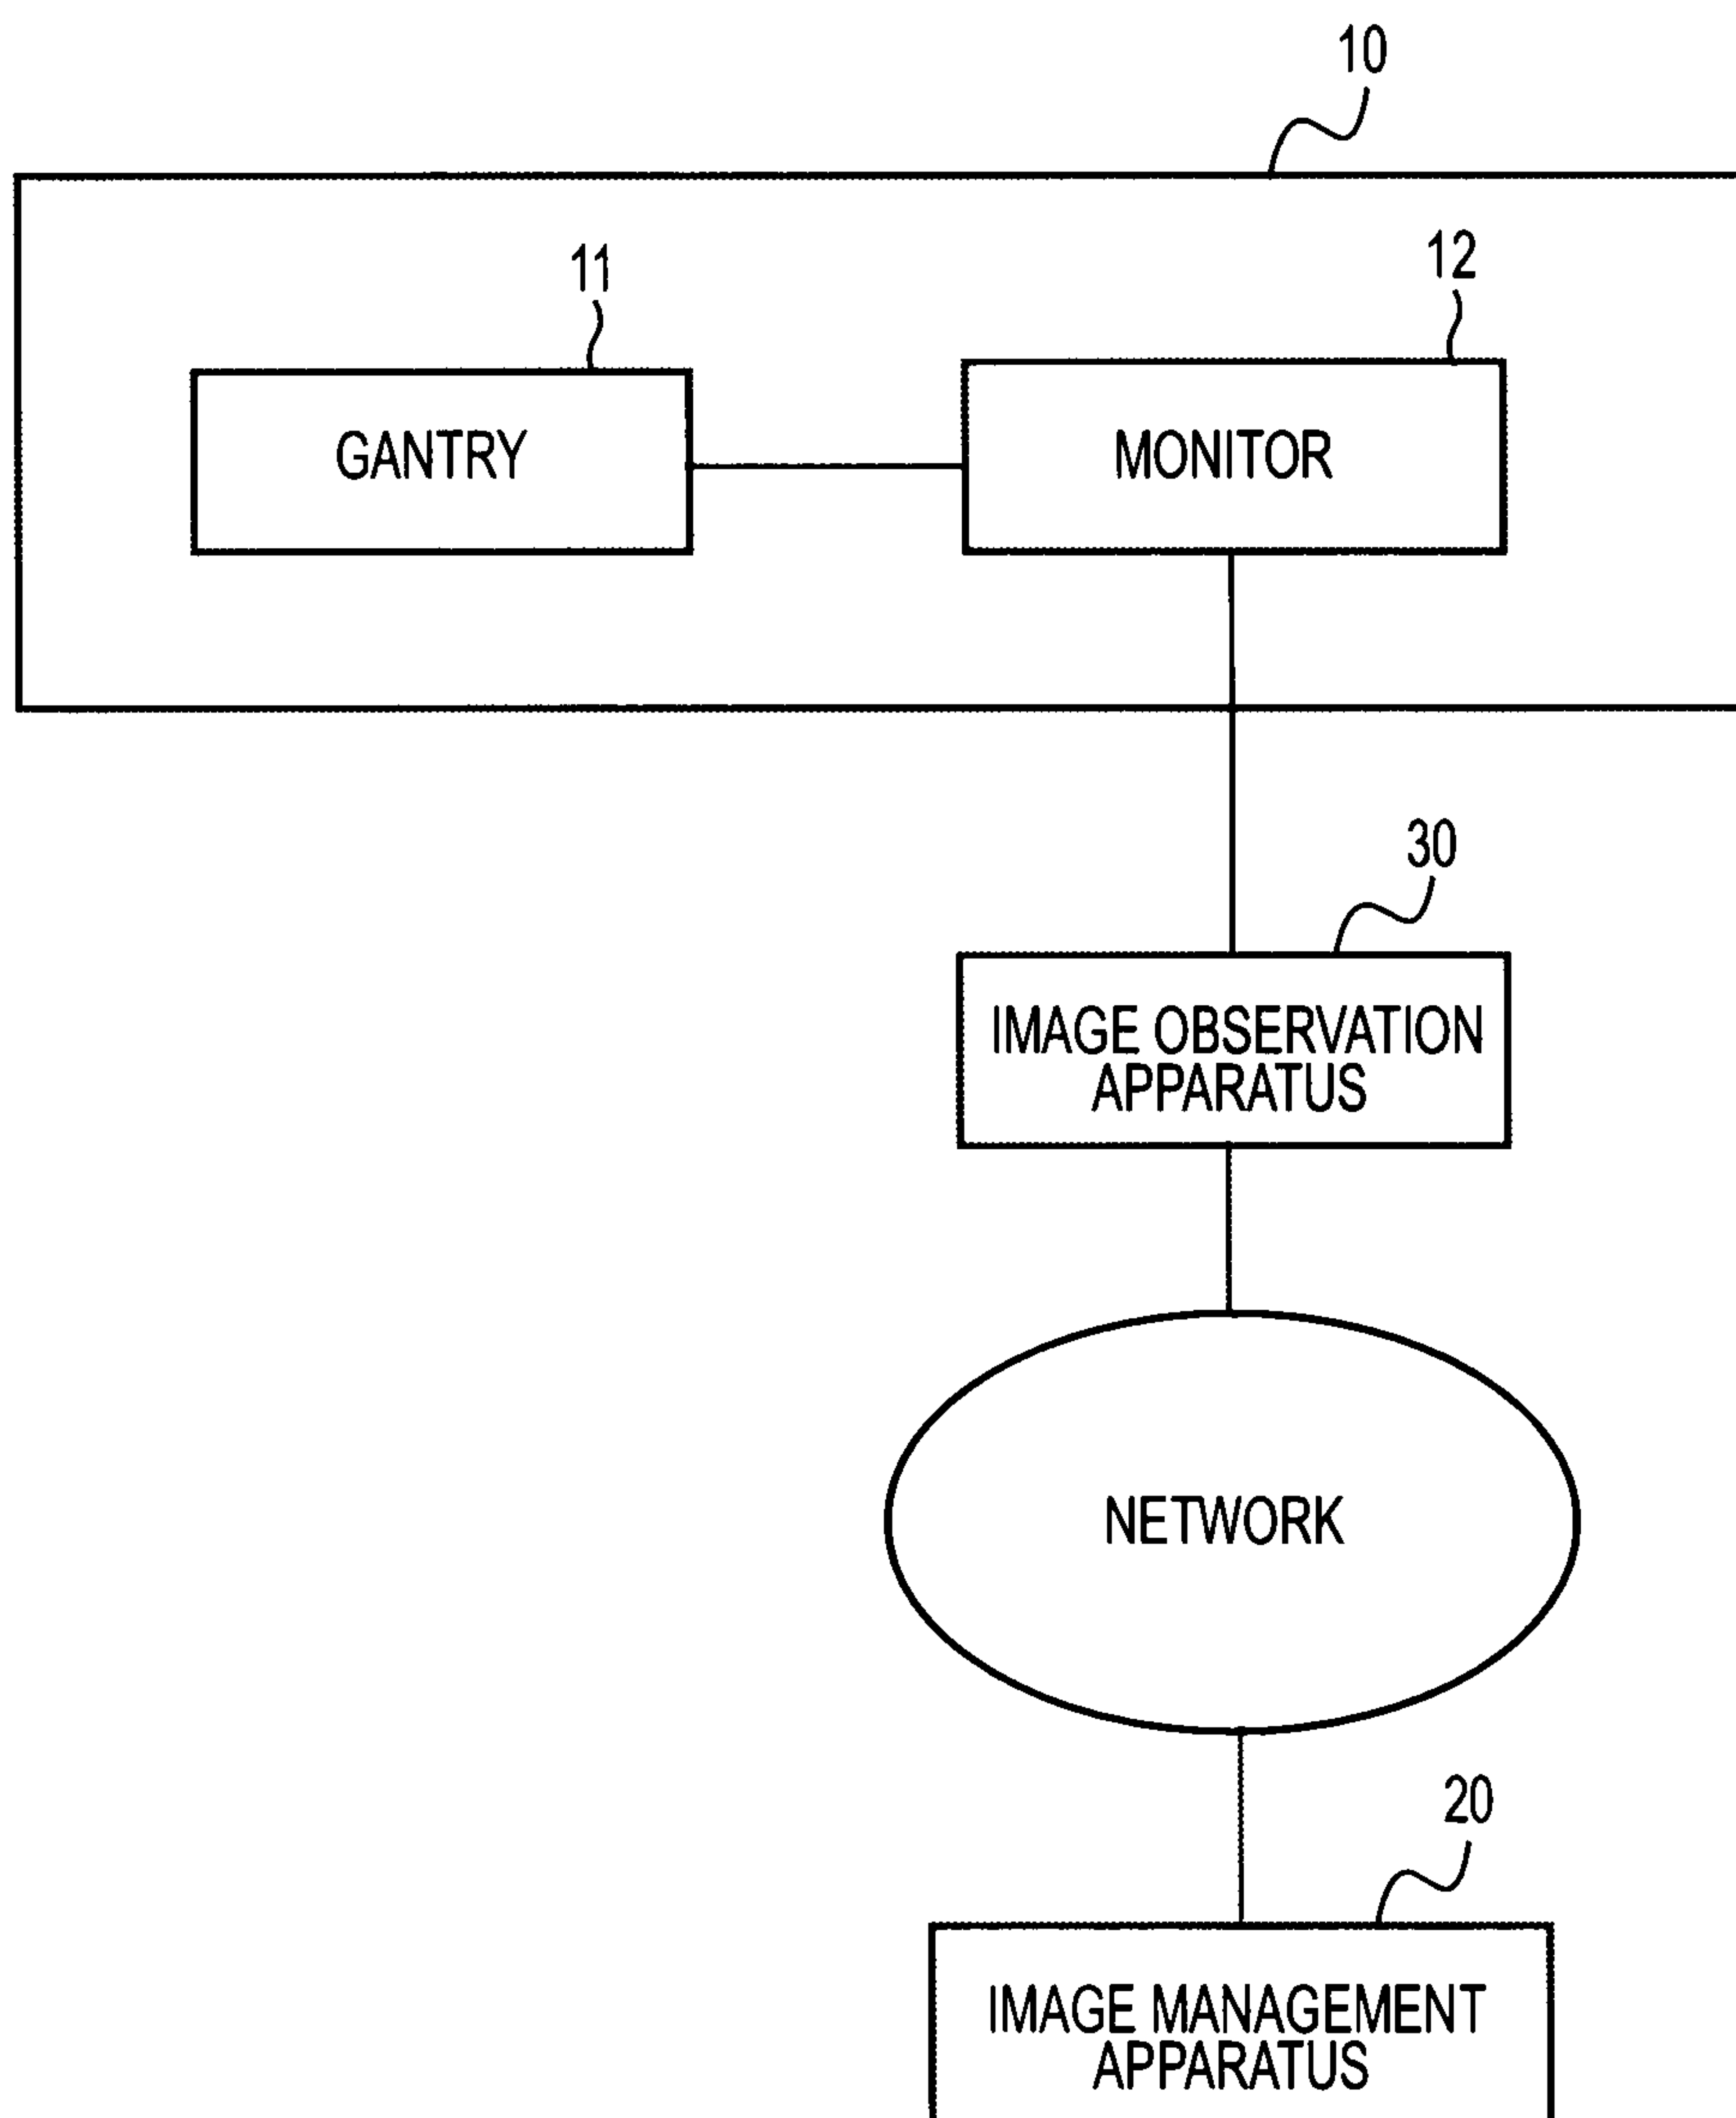 10
11
12
GANTRY
MONITOR
30
IMAGE OBSERVATION
APPARATUS
NETWORK
20
IMAGE MANAGEMENT
APPARATUS